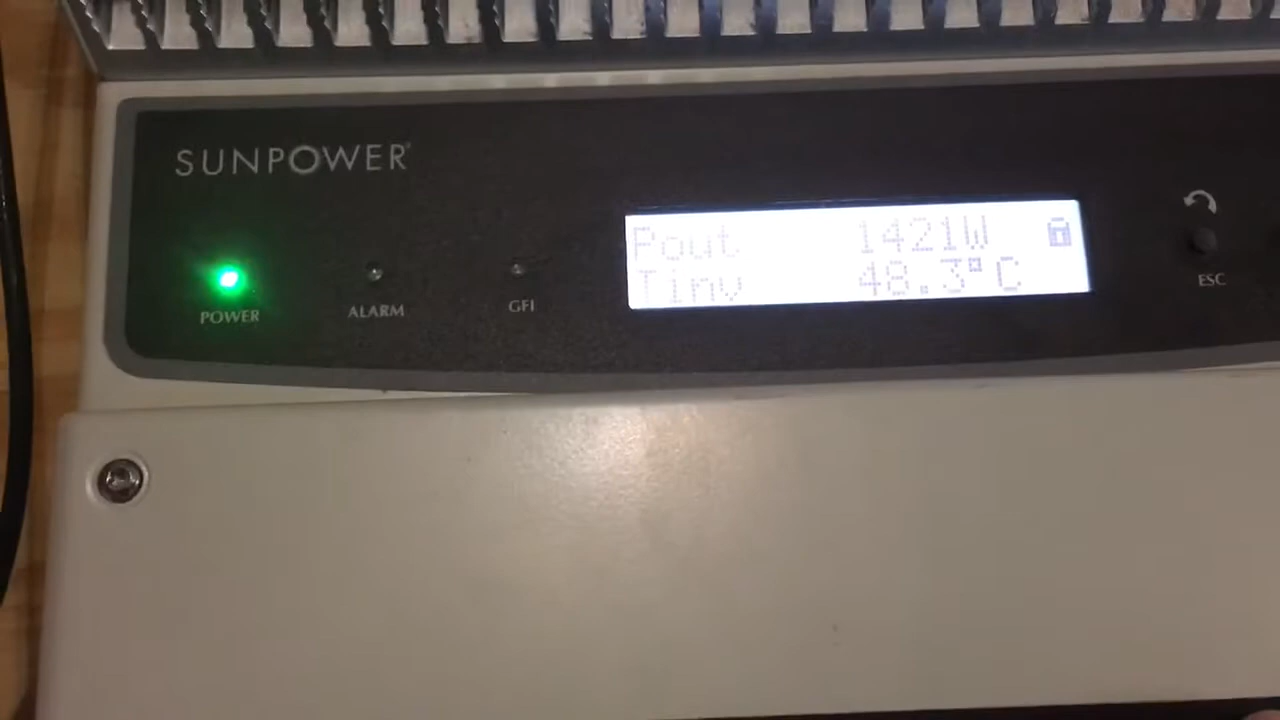 SUNPOWER
POWER
ALARM
GFI
Pout 1421W
Tinv 48.3°C
ESC